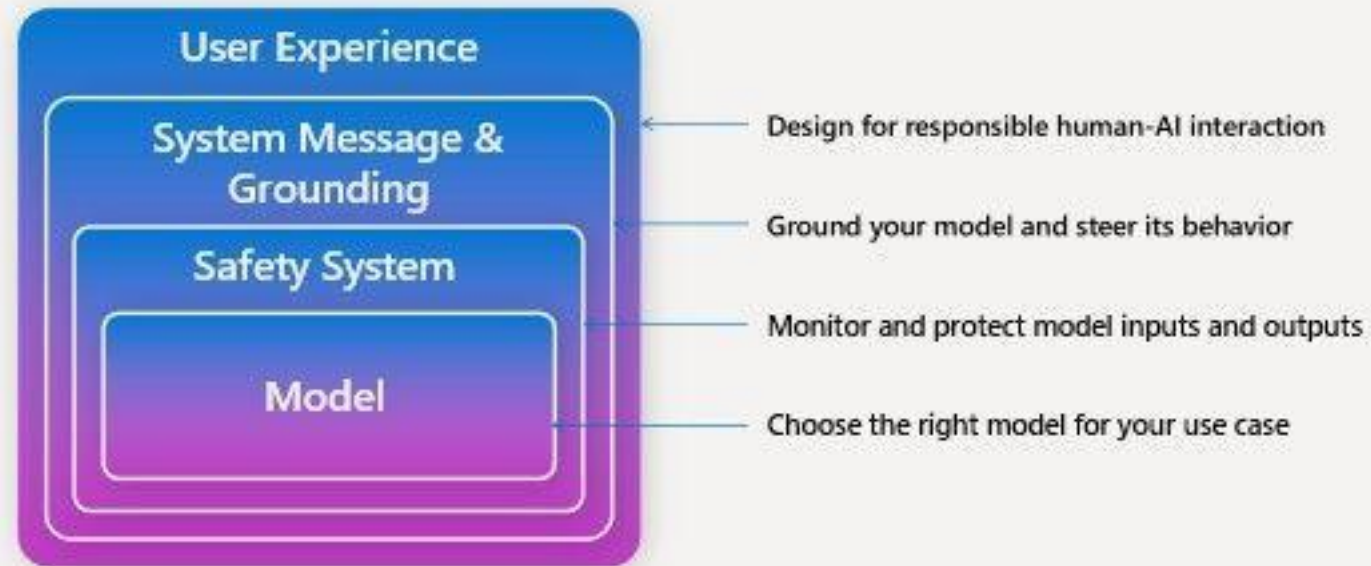 User Experience
System Message &
Grounding
Safety System
Model
Design for responsible human-AI interaction
Ground your model and steer its behavior
Monitor and protect model inputs and outputs
Choose the right model for your use case